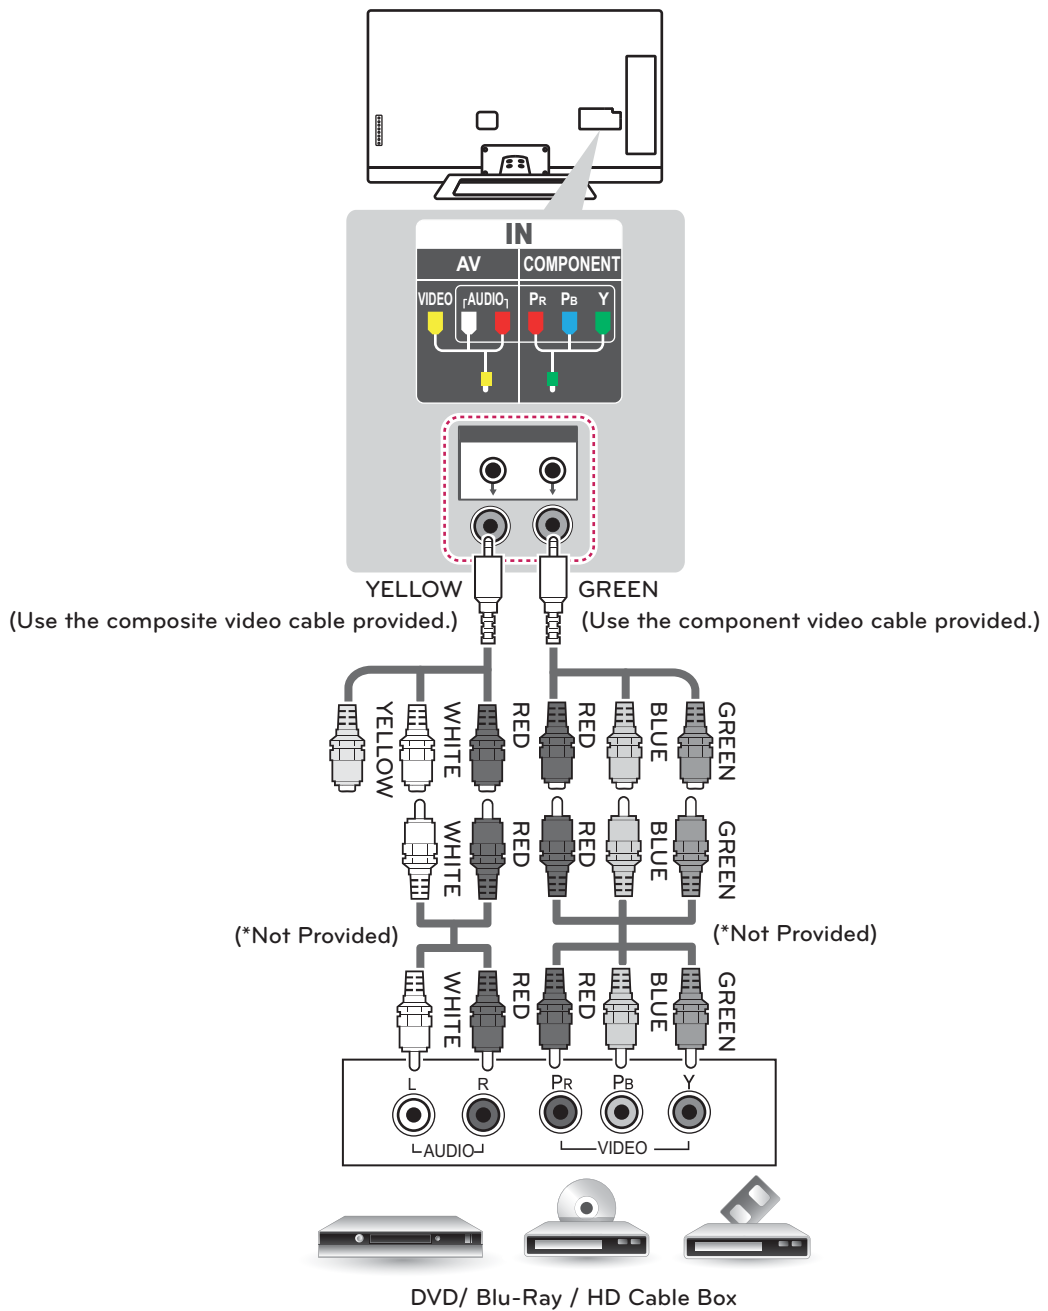 IN
AV COMPONENT
VIDEO AUDIO PR PB Y
YELLOW GREEN
(Use the composite video cable provided.) (Use the component video cable provided.)
YELLOW WHITE RED RED BLUE GREEN
WHITE RED RED BLUE GREEN
(*Not Provided) (*Not Provided)
WHITE RED RED BLUE GREEN
L R PR PB Y
AUDIO VIDEO
DVD/ Blu-Ray / HD Cable Box